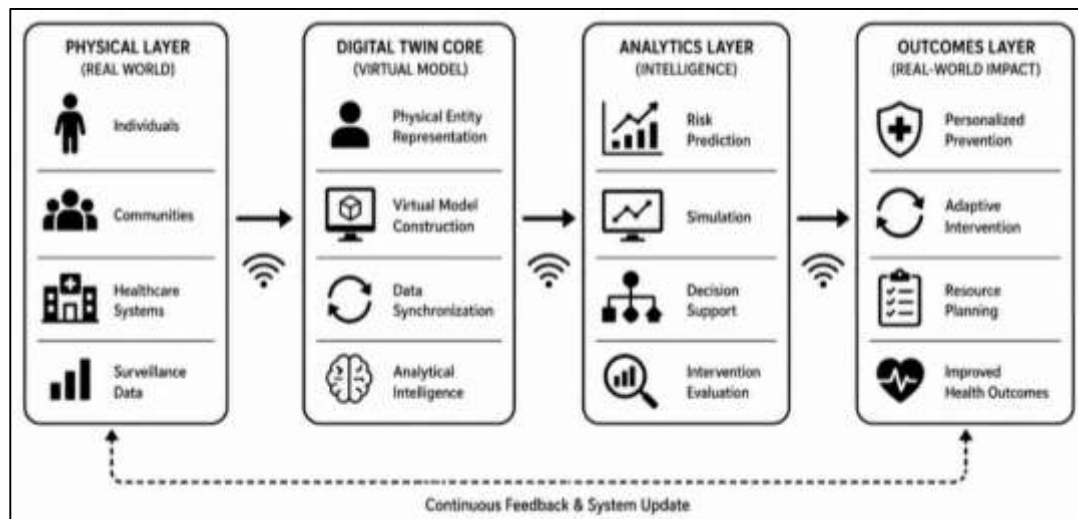 PHYSICAL LAYER
(REAL WORLD)
Individuals
Communities
Healthcare
Systems
Surveillance
Data
DIGITAL TWIN CORE
(VIRTUAL MODEL)
Physical Entity
Representation
Virtual Model
Construction
Data
Synchronization
Analytical
Intelligence
ANALYTICS LAYER
(INTELLIGENCE)
Risk
Prediction
Simulation
Decision
Support
Intervention
Evaluation
OUTCOMES LAYER
(REAL-WORLD IMPACT)
Personalized
Prevention
Adaptive
Intervention
Resource
Planning
Improved
Health Outcomes
Continuous Feedback & System Update